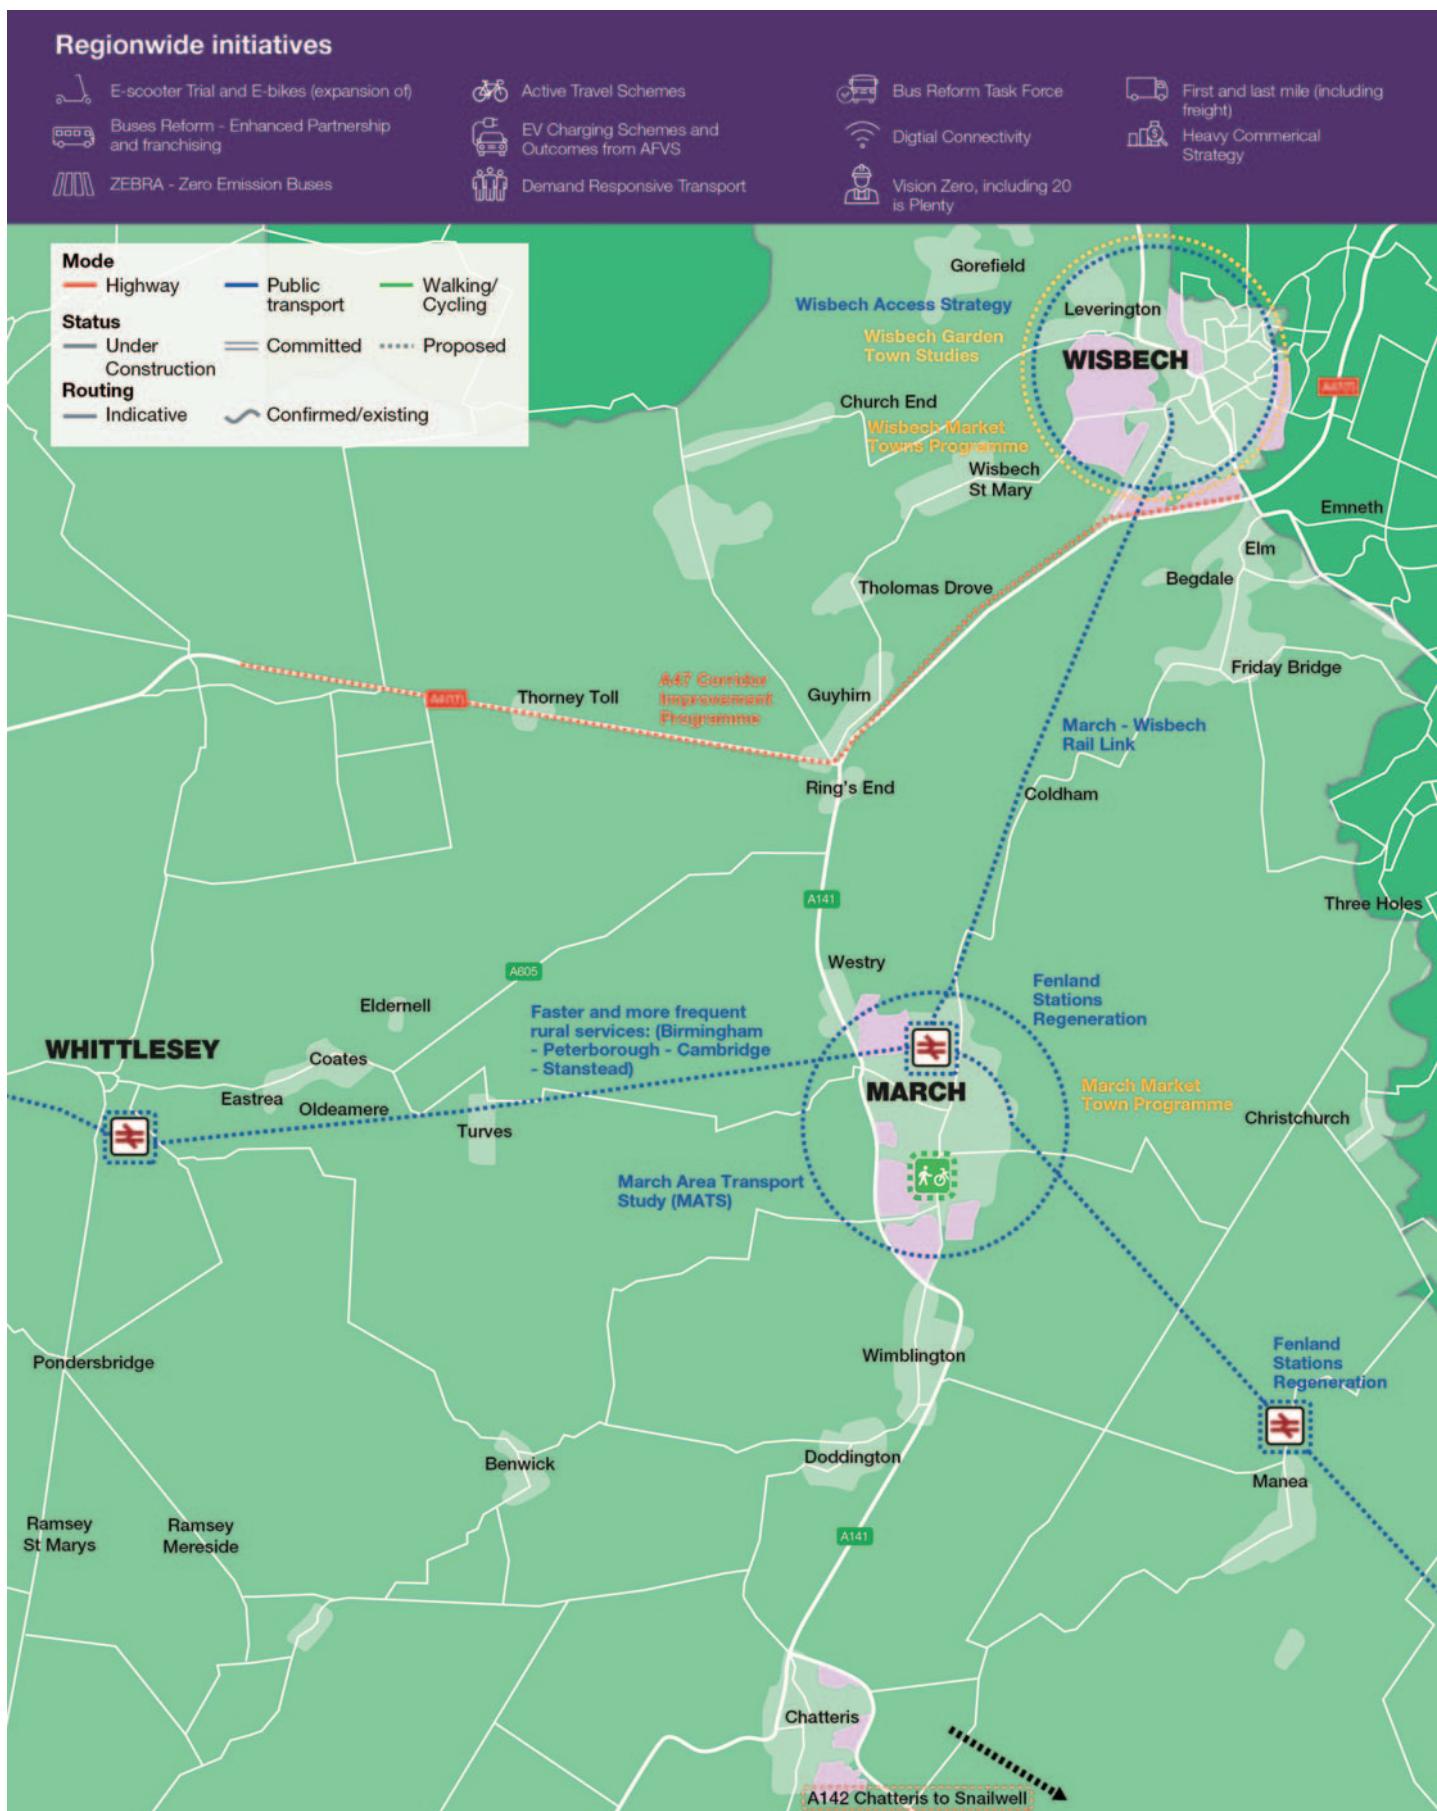 Regionwide initiatives
E-scooter Trial and E-bikes (expansion of)
Buses Reform - Enhanced Partnership
and franchising
ZEBRA - Zero Emission Buses
Active Travel Schemes
EV Charging Schemes and
Outcomes from AFVS
Demand Responsive Transport
Bus Reform Task Force
Digtial Connectivity
Vision Zero, including 20
is Plenty
First and last mile (including
freight)
Heavy Commerical
Strategy
Mode
Highway
Public
transport
Walking/
Cycling
Status
Under
Construction
Committed
Proposed
Routing
Indicative
Confirmed/existing
Gorefield
Wisbech Access Strategy
Leverington
Wisbech Garden
Town Studies
WISBECH
Church End
Wisbech Market
Towns Programme
Wisbech
St Mary
Emneth
Elm
Begdale
Tholomas Drove
Friday Bridge
A47 Corridor
Improvement
Programme
Thorney Toll
Guyhirn
March - Wisbech
Rail Link
Ring's End
Coldham
A141
Three Holes
Westry
A605
Eldernell
Faster and more frequent
rural services: (Birmingham
- Peterborough - Cambridge
- Stanstead)
Fenland
Stations
Regeneration
WHITTLESEY
Coates
Eastrea
Oldeamere
Turves
MARCH
March Market
Town Programme
Christchurch
March Area Transport
Study (MATS)
Wimblington
Pondersbridge
Fenland
Stations
Regeneration
Doddington
Benwick
Manea
Ramsey
St Marys
Ramsey
Mereside
A141
Chatteris
A142 Chatteris to Snailwell